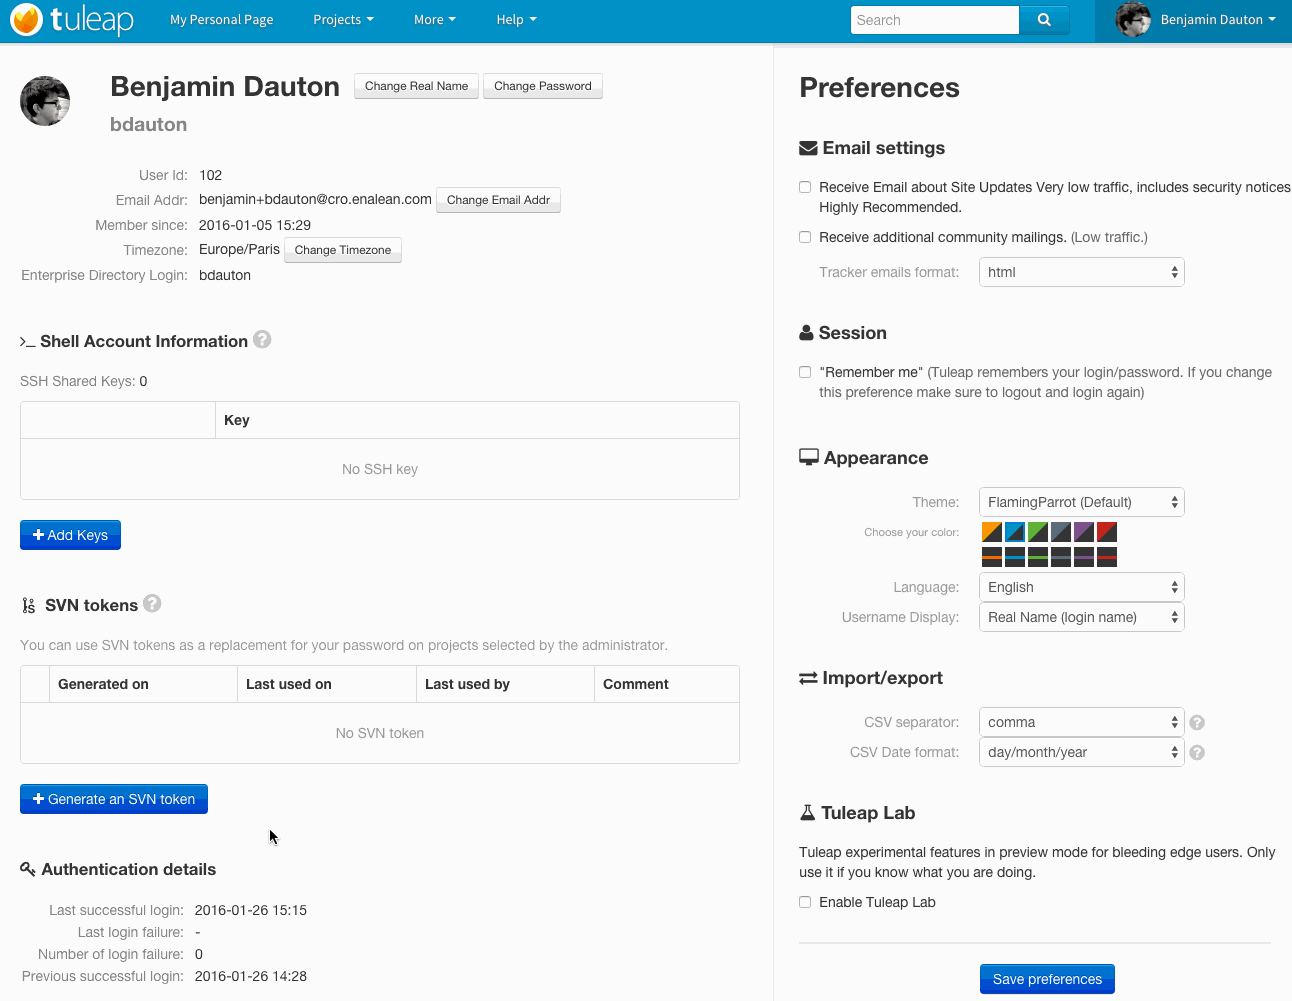 tuleap
My Personal Page
Projects
More
Help
Search
Benjamin Dauton
Benjamin Dauton
Change Real Name
Change Password
bdauton
User Id: 102
Email Addr: benjamin+bdauton@cro.enalean.com Change Email Addr
Member since: 2016-01-05 15:29
Timezone: Europe/Paris Change Timezone
Enterprise Directory Login: bdauton
>_ Shell Account Information ?
SSH Shared Keys: 0
Key
No SSH key
+ Add Keys
SVN tokens ?
You can use SVN tokens as a replacement for your password on projects selected by the administrator.
Generated on
Last used on
Last used by
Comment
No SVN token
+ Generate an SVN token
Authentication details
Last successful login: 2016-01-26 15:15
Last login failure: -
Number of login failure: 0
Previous successful login: 2016-01-26 14:28
Preferences
Email settings
Receive Email about Site Updates Very low traffic, includes security notices
Highly Recommended.
Receive additional community mailings. (Low traffic.)
Tracker emails format: html
Session
"Remember me" (Tuleap remembers your login/password. If you change
this preference make sure to logout and login again)
Appearance
Theme: FlamingParrot (Default)
Choose your color:
Language: English
Username Display: Real Name (login name)
Import/export
CSV separator: comma ?
CSV Date format: day/month/year ?
Tuleap Lab
Tuleap experimental features in preview mode for bleeding edge users. Only
use it if you know what you are doing.
Enable Tuleap Lab
Save preferences